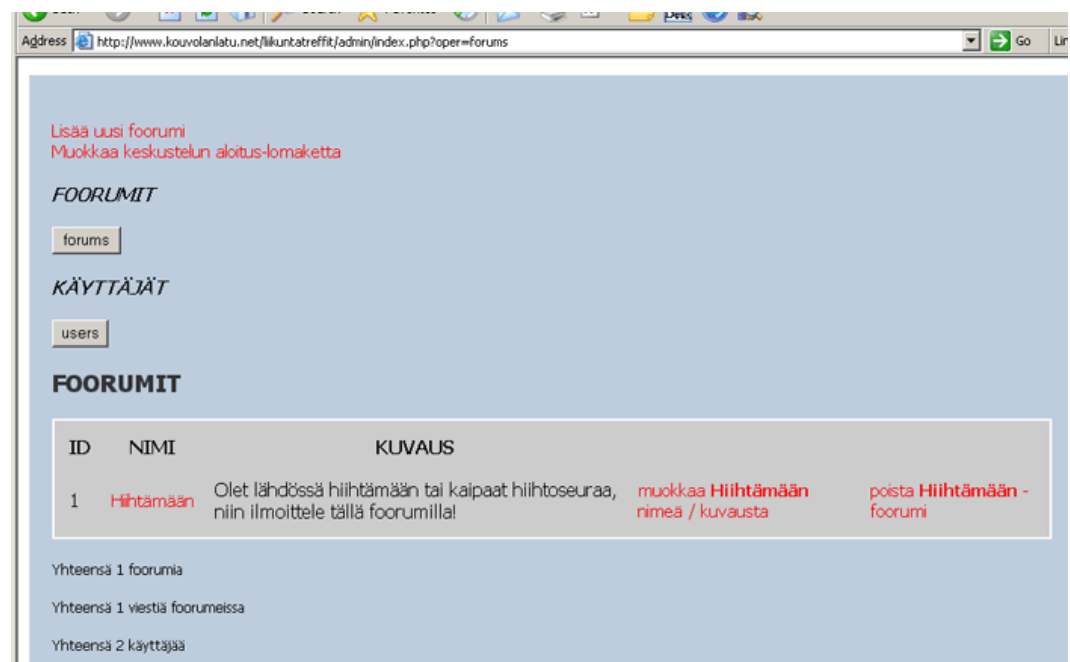 Address http://www.kouvolanlatu.net/liikuntatreffit/admin/index.php?oper=forums Go
Lisää uusi foorumi
Muokkaa keskustelun aloitus-lomaketta
FOORUMIT
forums
KÄYTTÄJÄT
users
FOORUMIT
ID NIMI KUVAUS
1 Hiihtämään Olet lähdössä hiihtämään tai kaipaat hiihtoseuraa, muokkaa Hiihtämään poista Hiihtämään -
niin ilmoittele tällä foorumilla! nimeä / kuvausta foorumi
Yhteensä 1 foorumia
Yhteensä 1 viestiä foorumeissa
Yhteensä 2 käyttäjää